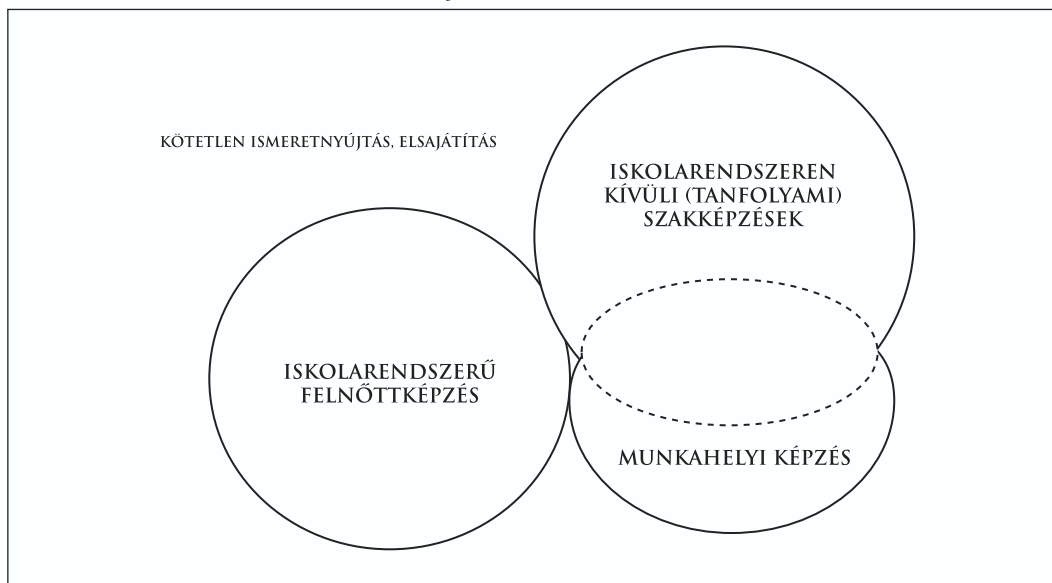 KÖTETLEN ISMERETNYÚJTÁS, ELSAJÁTÍTÁS
ISKOLARENDSZEREN
KÍVÜLI (TANFOLYAMI)
SZAKKÉPZÉSEK
ISKOLARENDSZERŰ
FELNŐTTKÉPZÉS
MUNKAHELYI KÉPZÉS